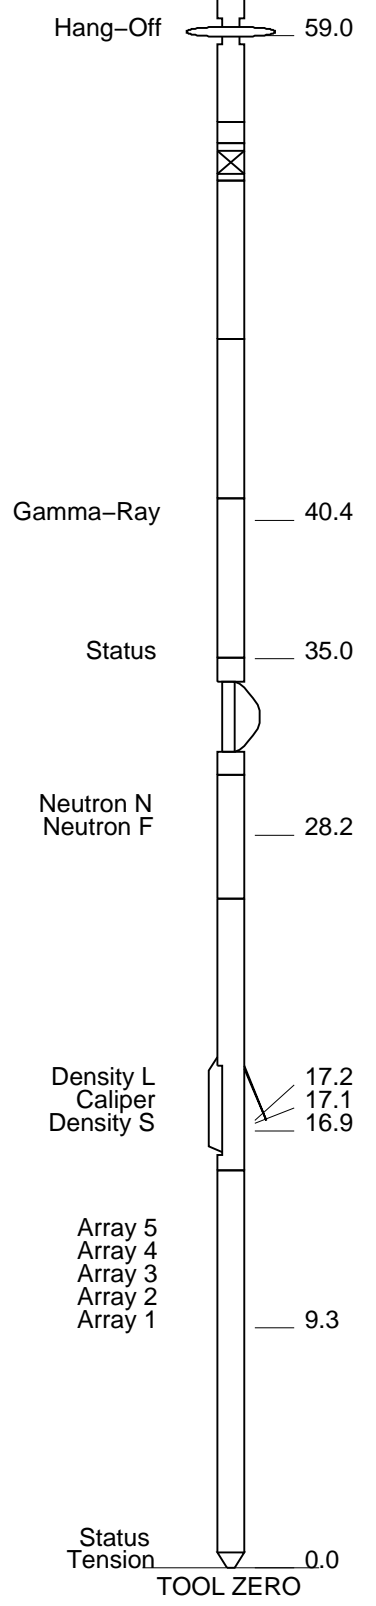 Hang−Off 59.0
Gamma−Ray 40.4
Status 35.0
Neutron N
Neutron F 28.2
Density L 17.2
Caliper 17.1
Density S 16.9
Array 5
Array 4
Array 3
Array 2
Array 1 9.3
Status
Tension 0.0
TOOL ZERO